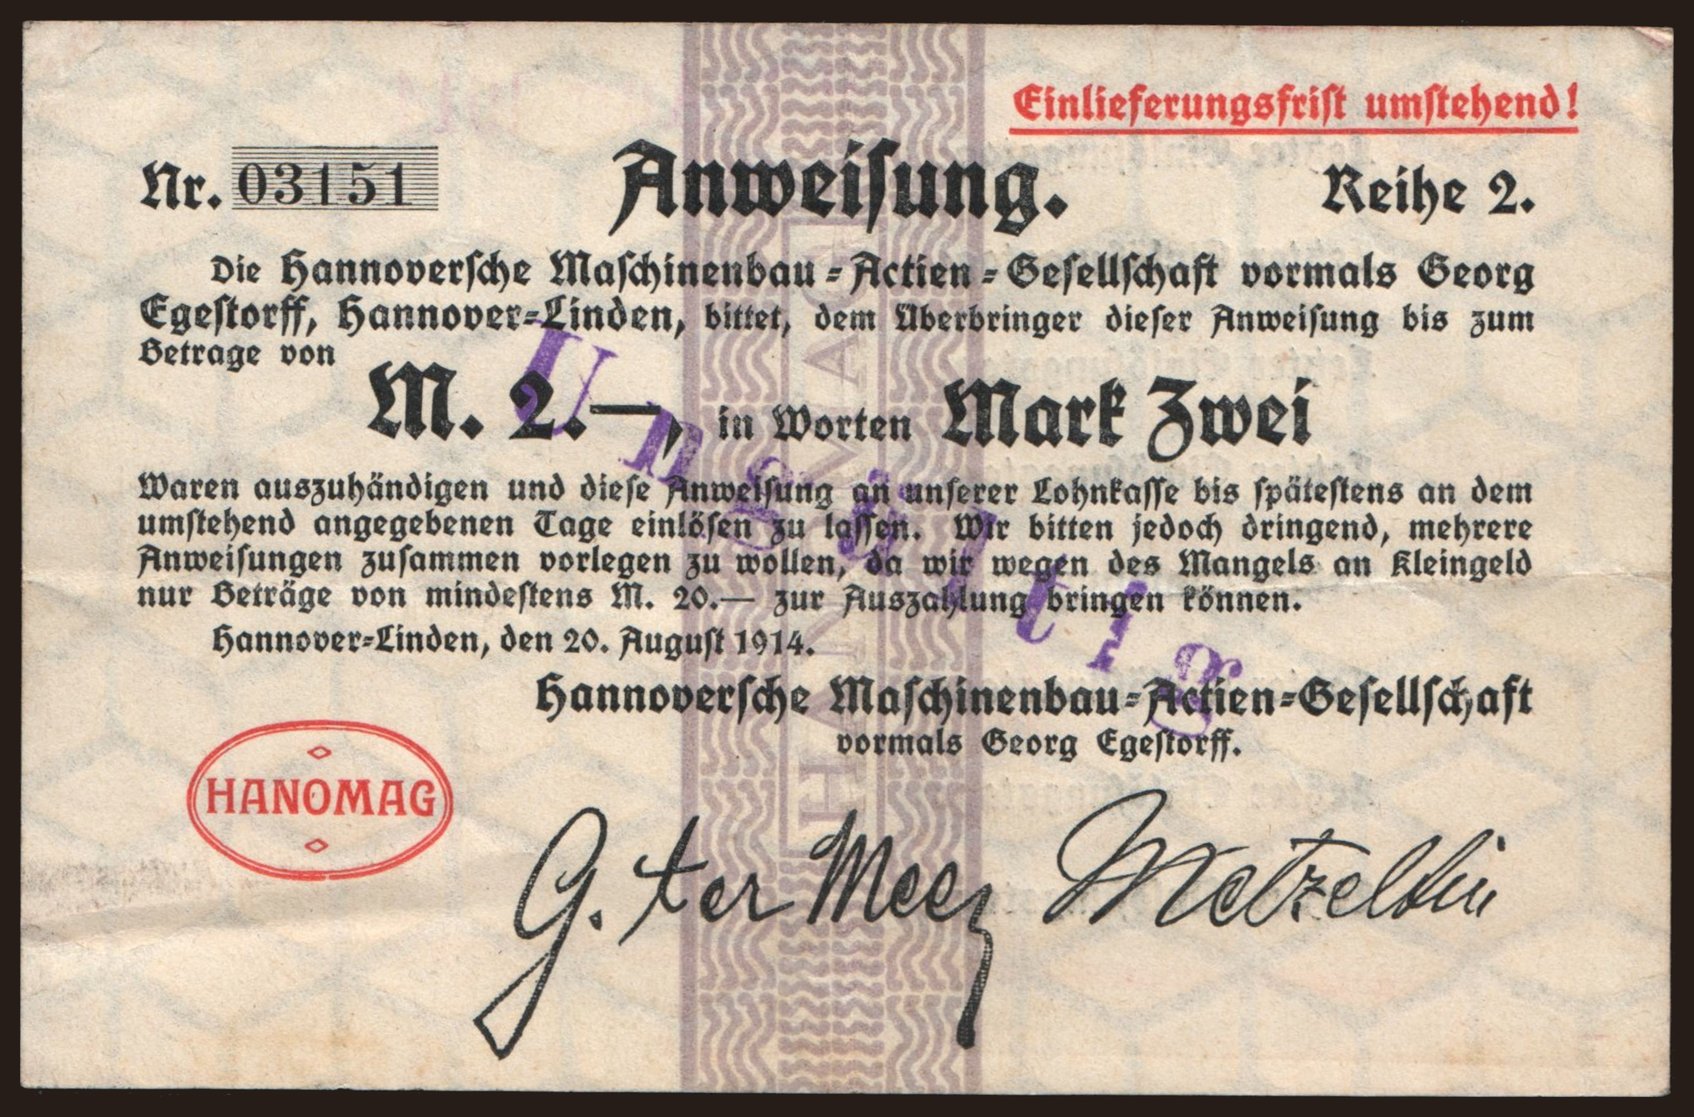 Einlieferungsfrist umstehend!
Nr. 03151 Anweisung. Reihe 2.
Die Hannoversche Maschinenbau-Actien-Gesellschaft vormals Georg
Egestorff, Hannover-Linden, bittet, dem Überbringer dieser Anweisung bis zum
Betrage von
M. 2.—, in Worten Mark Zwei
Waren auszuhändigen und diese Anweisung an unserer Lohnkasse bis spätestens an dem
umstehend angegebenen Tage einlösen zu lassen. Wir bitten jedoch dringend, mehrere
Anweisungen zusammen vorlegen zu wollen, da wir wegen des Mangels an Kleingeld
nur Beträge von mindestens M. 20.— zur Auszahlung bringen können.
Hannover-Linden, den 20. August 1914.
Hannoversche Maschinenbau-Actien-Gesellschaft
vormals Georg Egestorff.
HANOMAG
G. ter Meer Metzeltin
Ungültig
HANOMAG